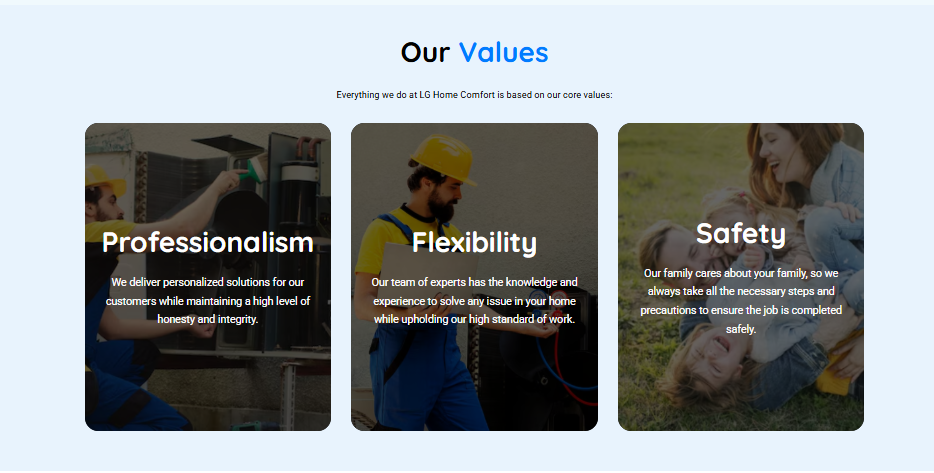 Our Values
Everything we do at LG Home Comfort is based on our core values:
Professionalism
We deliver personalized solutions for our
customers while maintaining a high level of
honesty and integrity.
Flexibility
Our team of experts has the knowledge and
experience to solve any issue in your home
while upholding our high standard of work.
Safety
Our family cares about your family, so we
always take all the necessary steps and
precautions to ensure the job is completed
safely.